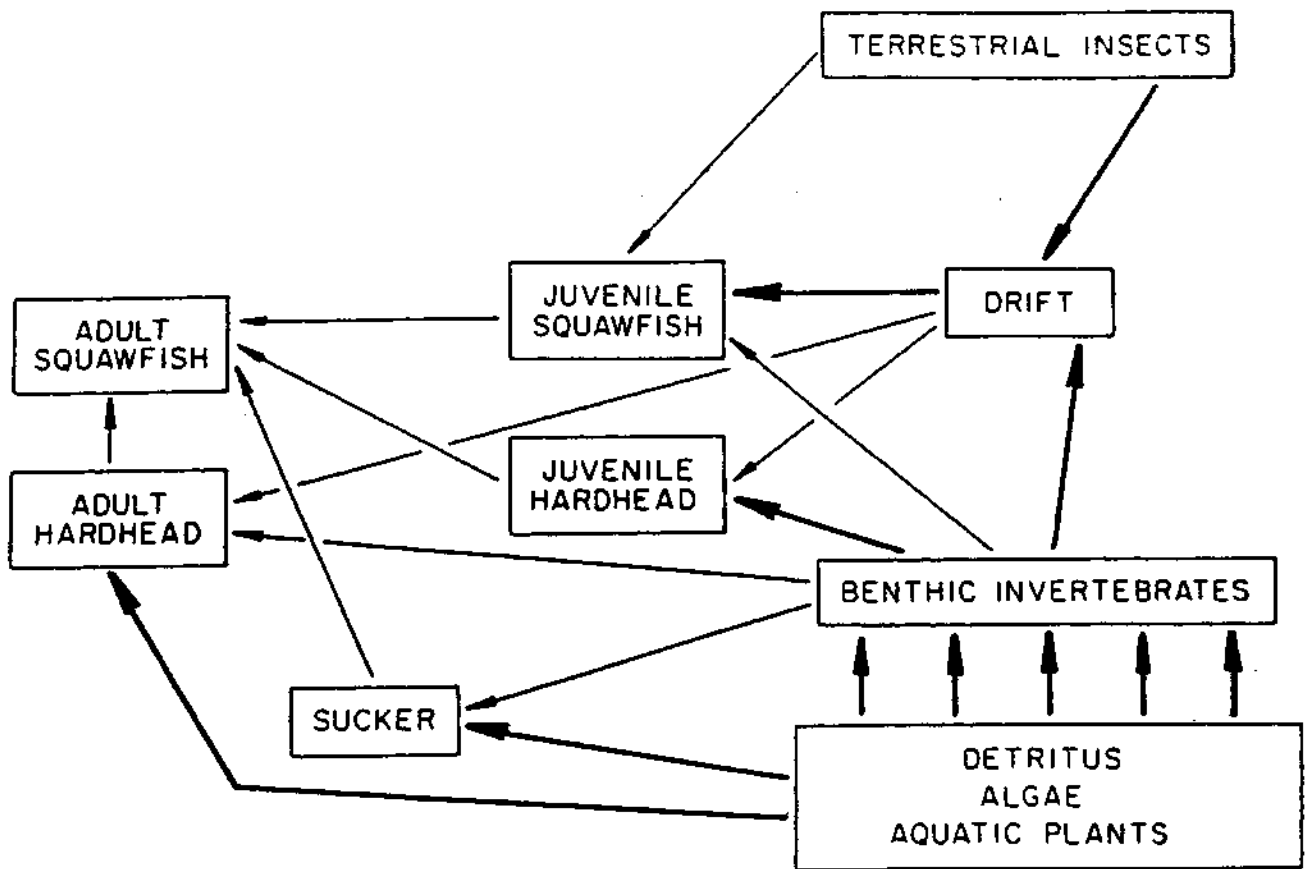 TERRESTRIAL INSECTS
JUVENILE
SQUAWFISH
DRIFT
ADULT
SQUAWFISH
JUVENILE
HARDHEAD
ADULT
HARDHEAD
BENTHIC INVERTEBRATES
SUCKER
DETRITUS
ALGAE
AQUATIC PLANTS